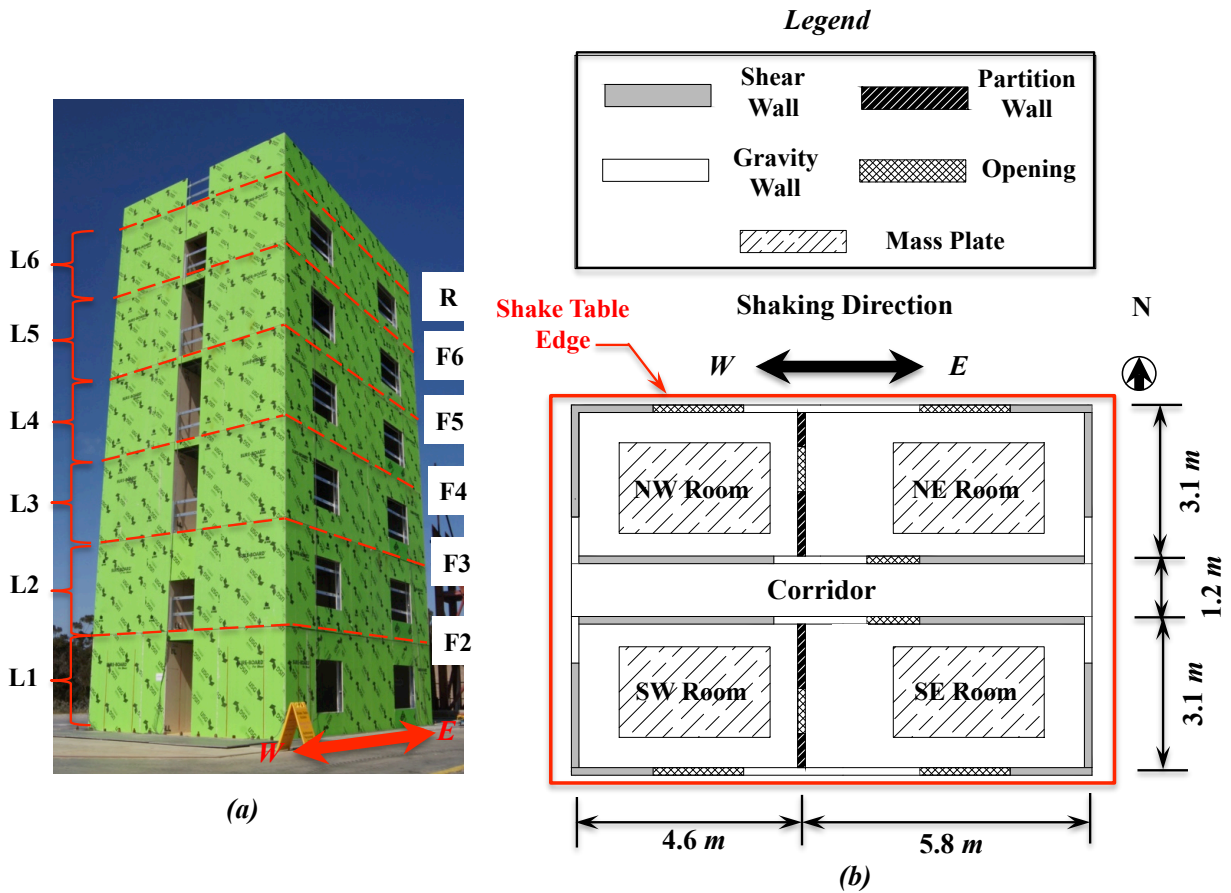 Legend
Shear
Wall
Partition
Wall
Gravity
Wall
Opening
Mass Plate
L6
L5
L4
L3
L2
L1
R
F6
F5
F4
F3
F2
W
E
(a)
Shake Table
Edge
Shaking Direction
W
E
N
NW Room
NE Room
Corridor
SW Room
SE Room
3.1 m
1.2 m
3.1 m
4.6 m
5.8 m
(b)